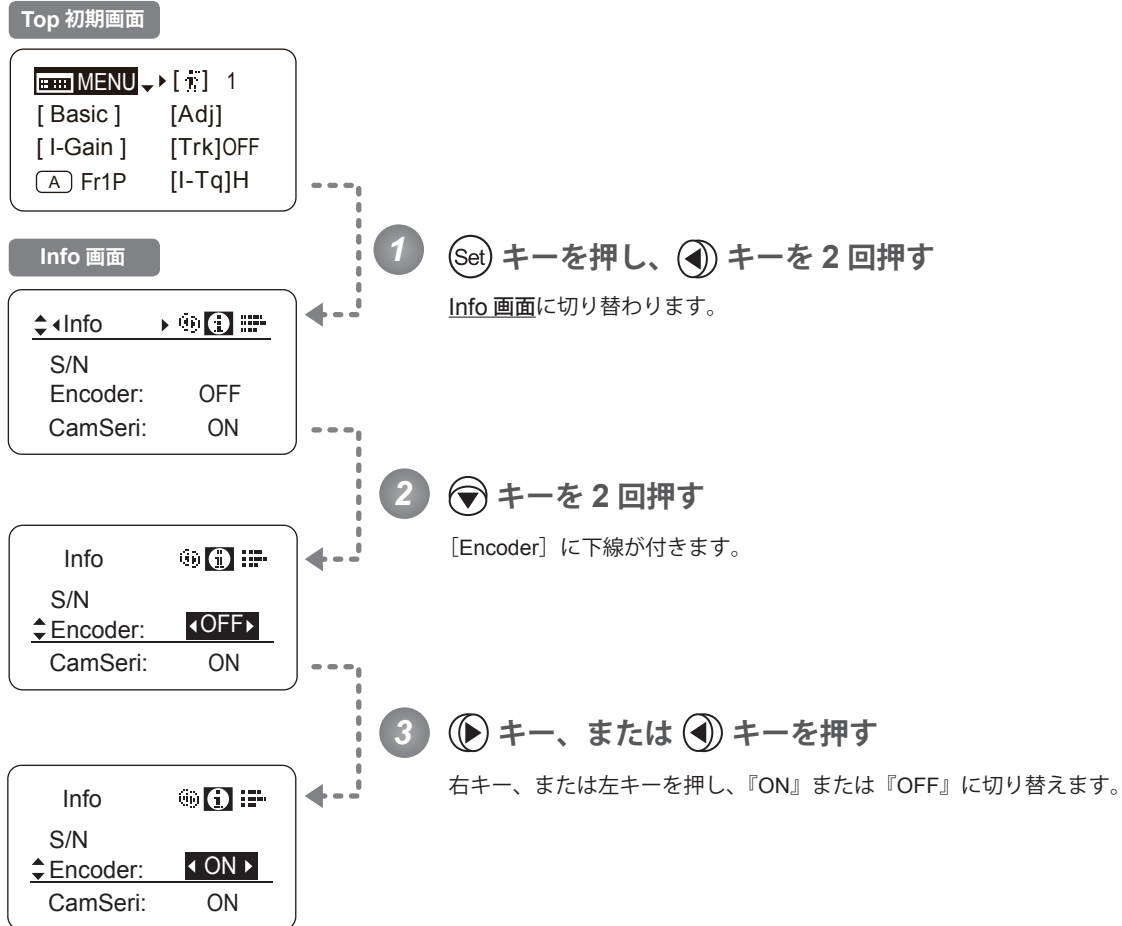 Top 初期画面
MENU [ ] 1
[ Basic ] [Adj]
[ I-Gain ] [Trk]OFF
A Fr1P [I-Tq]H
Info 画面
1 Set キーを押し、 キーを 2 回押す
Info 画面に切り替わります。
Info
S/N
Encoder: OFF
CamSeri: ON
2 キーを 2 回押す
［Encoder］に下線が付きます。
Info
S/N
Encoder: OFF
CamSeri: ON
3 キー、または キーを押す
右キー、または左キーを押し、『ON』または『OFF』に切り替えます。
Info
S/N
Encoder: ON
CamSeri: ON